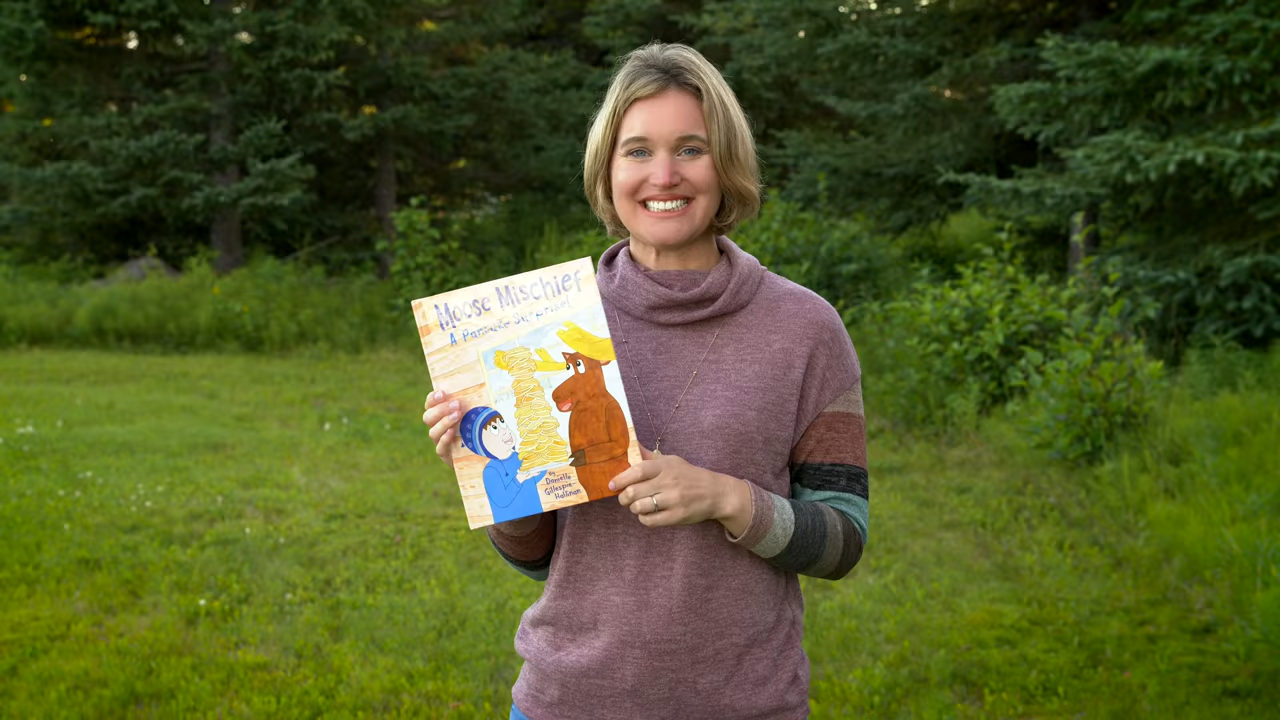 Moose Mischief
A Pancake Surprise!
By
Danielle
Gillespie-
Hallinan